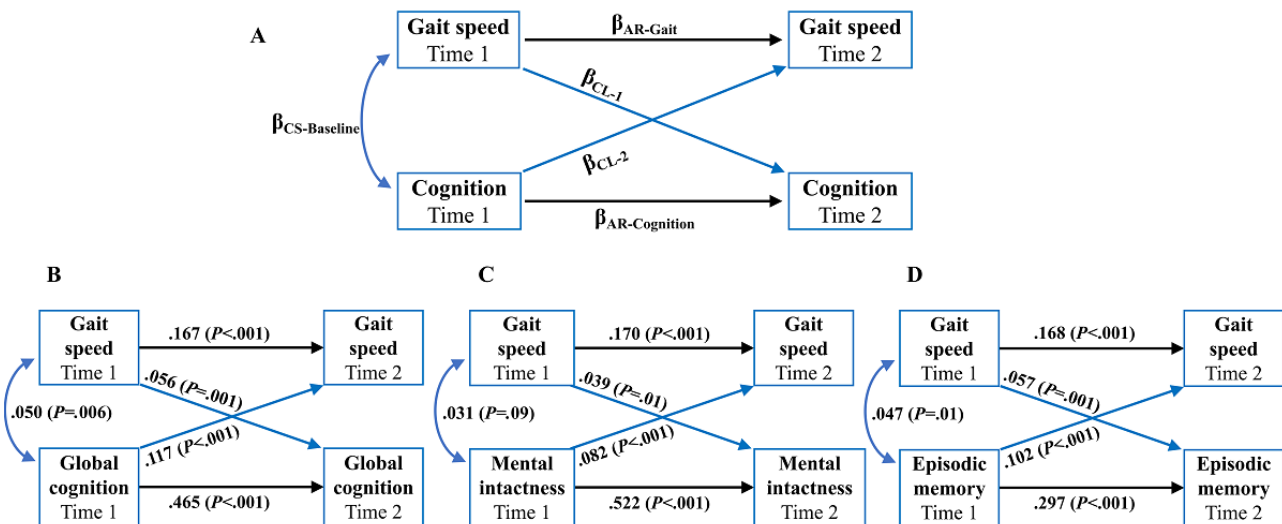 A
Gait speed
Time 1
β_AR-Gait
Gait speed
Time 2
β_CL-1
β_CS-Baseline
β_CL-2
Cognition
Time 1
β_AR-Cognition
Cognition
Time 2
B
Gait
speed
Time 1
.167 (P<.001)
Gait
speed
Time 2
.056 (P=.001)
.050 (P=.006)
.117 (P<.001)
Global
cognition
Time 1
.465 (P<.001)
Global
cognition
Time 2
C
Gait
speed
Time 1
.170 (P<.001)
Gait
speed
Time 2
.039 (P=.01)
.031 (P=.09)
.082 (P<.001)
Mental
intactness
Time 1
.522 (P<.001)
Mental
intactness
Time 2
D
Gait
speed
Time 1
.168 (P<.001)
Gait
speed
Time 2
.057 (P=.001)
.047 (P=.01)
.102 (P<.001)
Episodic
memory
Time 1
.297 (P<.001)
Episodic
memory
Time 2